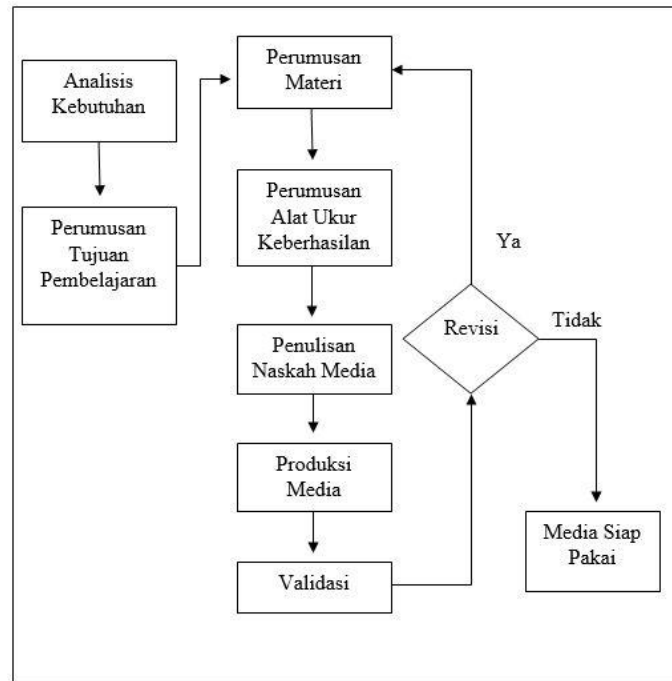 Analisis
Kebutuhan
Perumusan
Tujuan
Pembelajaran
Perumusan
Materi
Perumusan
Alat Ukur
Keberhasilan
Penulisan
Naskah Media
Produksi
Media
Validasi
Revisi
Ya
Tidak
Media Siap
Pakai